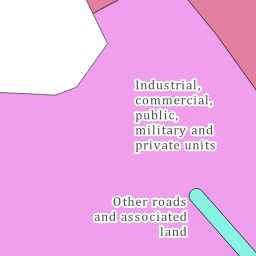 Industrial,
commercial,
public,
military and
private units
Other roads
and associated
land